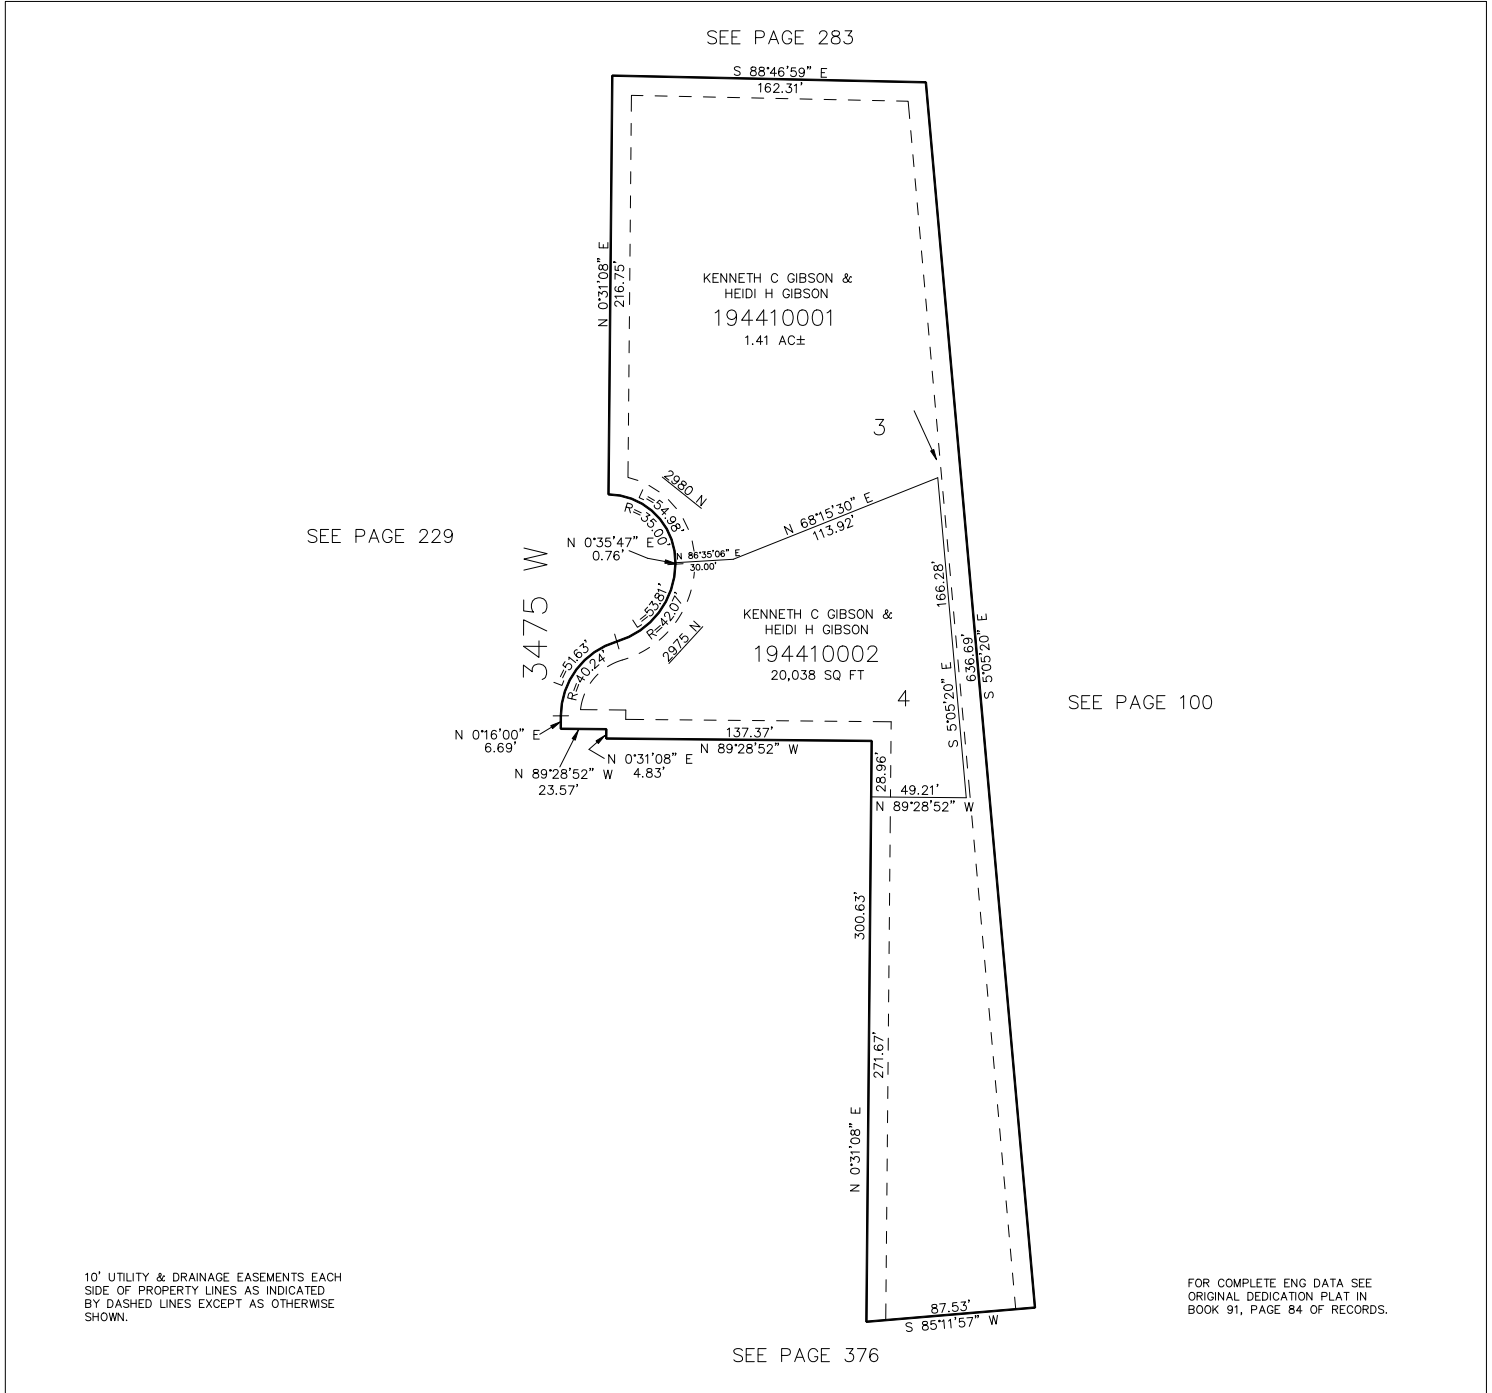 SEE PAGE 283
S 88°46'59" E
162.31'
N 0°31'08" E
216.75'
KENNETH C GIBSON &
HEIDI H GIBSON
194410001
1.41 AC±
3
2980 N
L=54.98'
R=35.00'
N 68°15'30" E
113.92'
SEE PAGE 229
3475 W
N 0°35'47" E
0.76'
N 86°35'06" E
30.00'
166.28'
L=53.81'
R=42.07'
2975 N
KENNETH C GIBSON &
HEIDI H GIBSON
194410002
20,038 SQ FT
636.69'
S 5°05'20" E
S 5°05'20" E
L=51.63'
R=40.24'
4
SEE PAGE 100
N 0°16'00" E
6.69'
137.37'
N 89°28'52" W
N 0°31'08" E
4.83'
N 89°28'52" W
23.57'
28.96'
49.21'
N 89°28'52" W
300.63'
271.67'
N 0°31'08" E
10' UTILITY & DRAINAGE EASEMENTS EACH
SIDE OF PROPERTY LINES AS INDICATED
BY DASHED LINES EXCEPT AS OTHERWISE
SHOWN.
87.53'
S 85°11'57" W
FOR COMPLETE ENG DATA SEE
ORIGINAL DEDICATION PLAT IN
BOOK 91, PAGE 84 OF RECORDS.
SEE PAGE 376